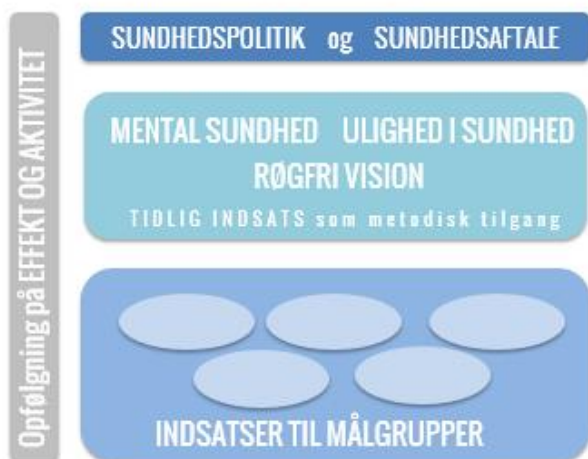 Opfølgning på EFFEKT OG AKTIVITET
SUNDHEDSPOLITIK og SUNDHEDSAFTALE
MENTAL SUNDHED ULIGHED I SUNDHED
RØGFRI VISION
TIDLIG INDSATS som metodisk tilgang
INDSATSER TIL MÅLGRUPPER